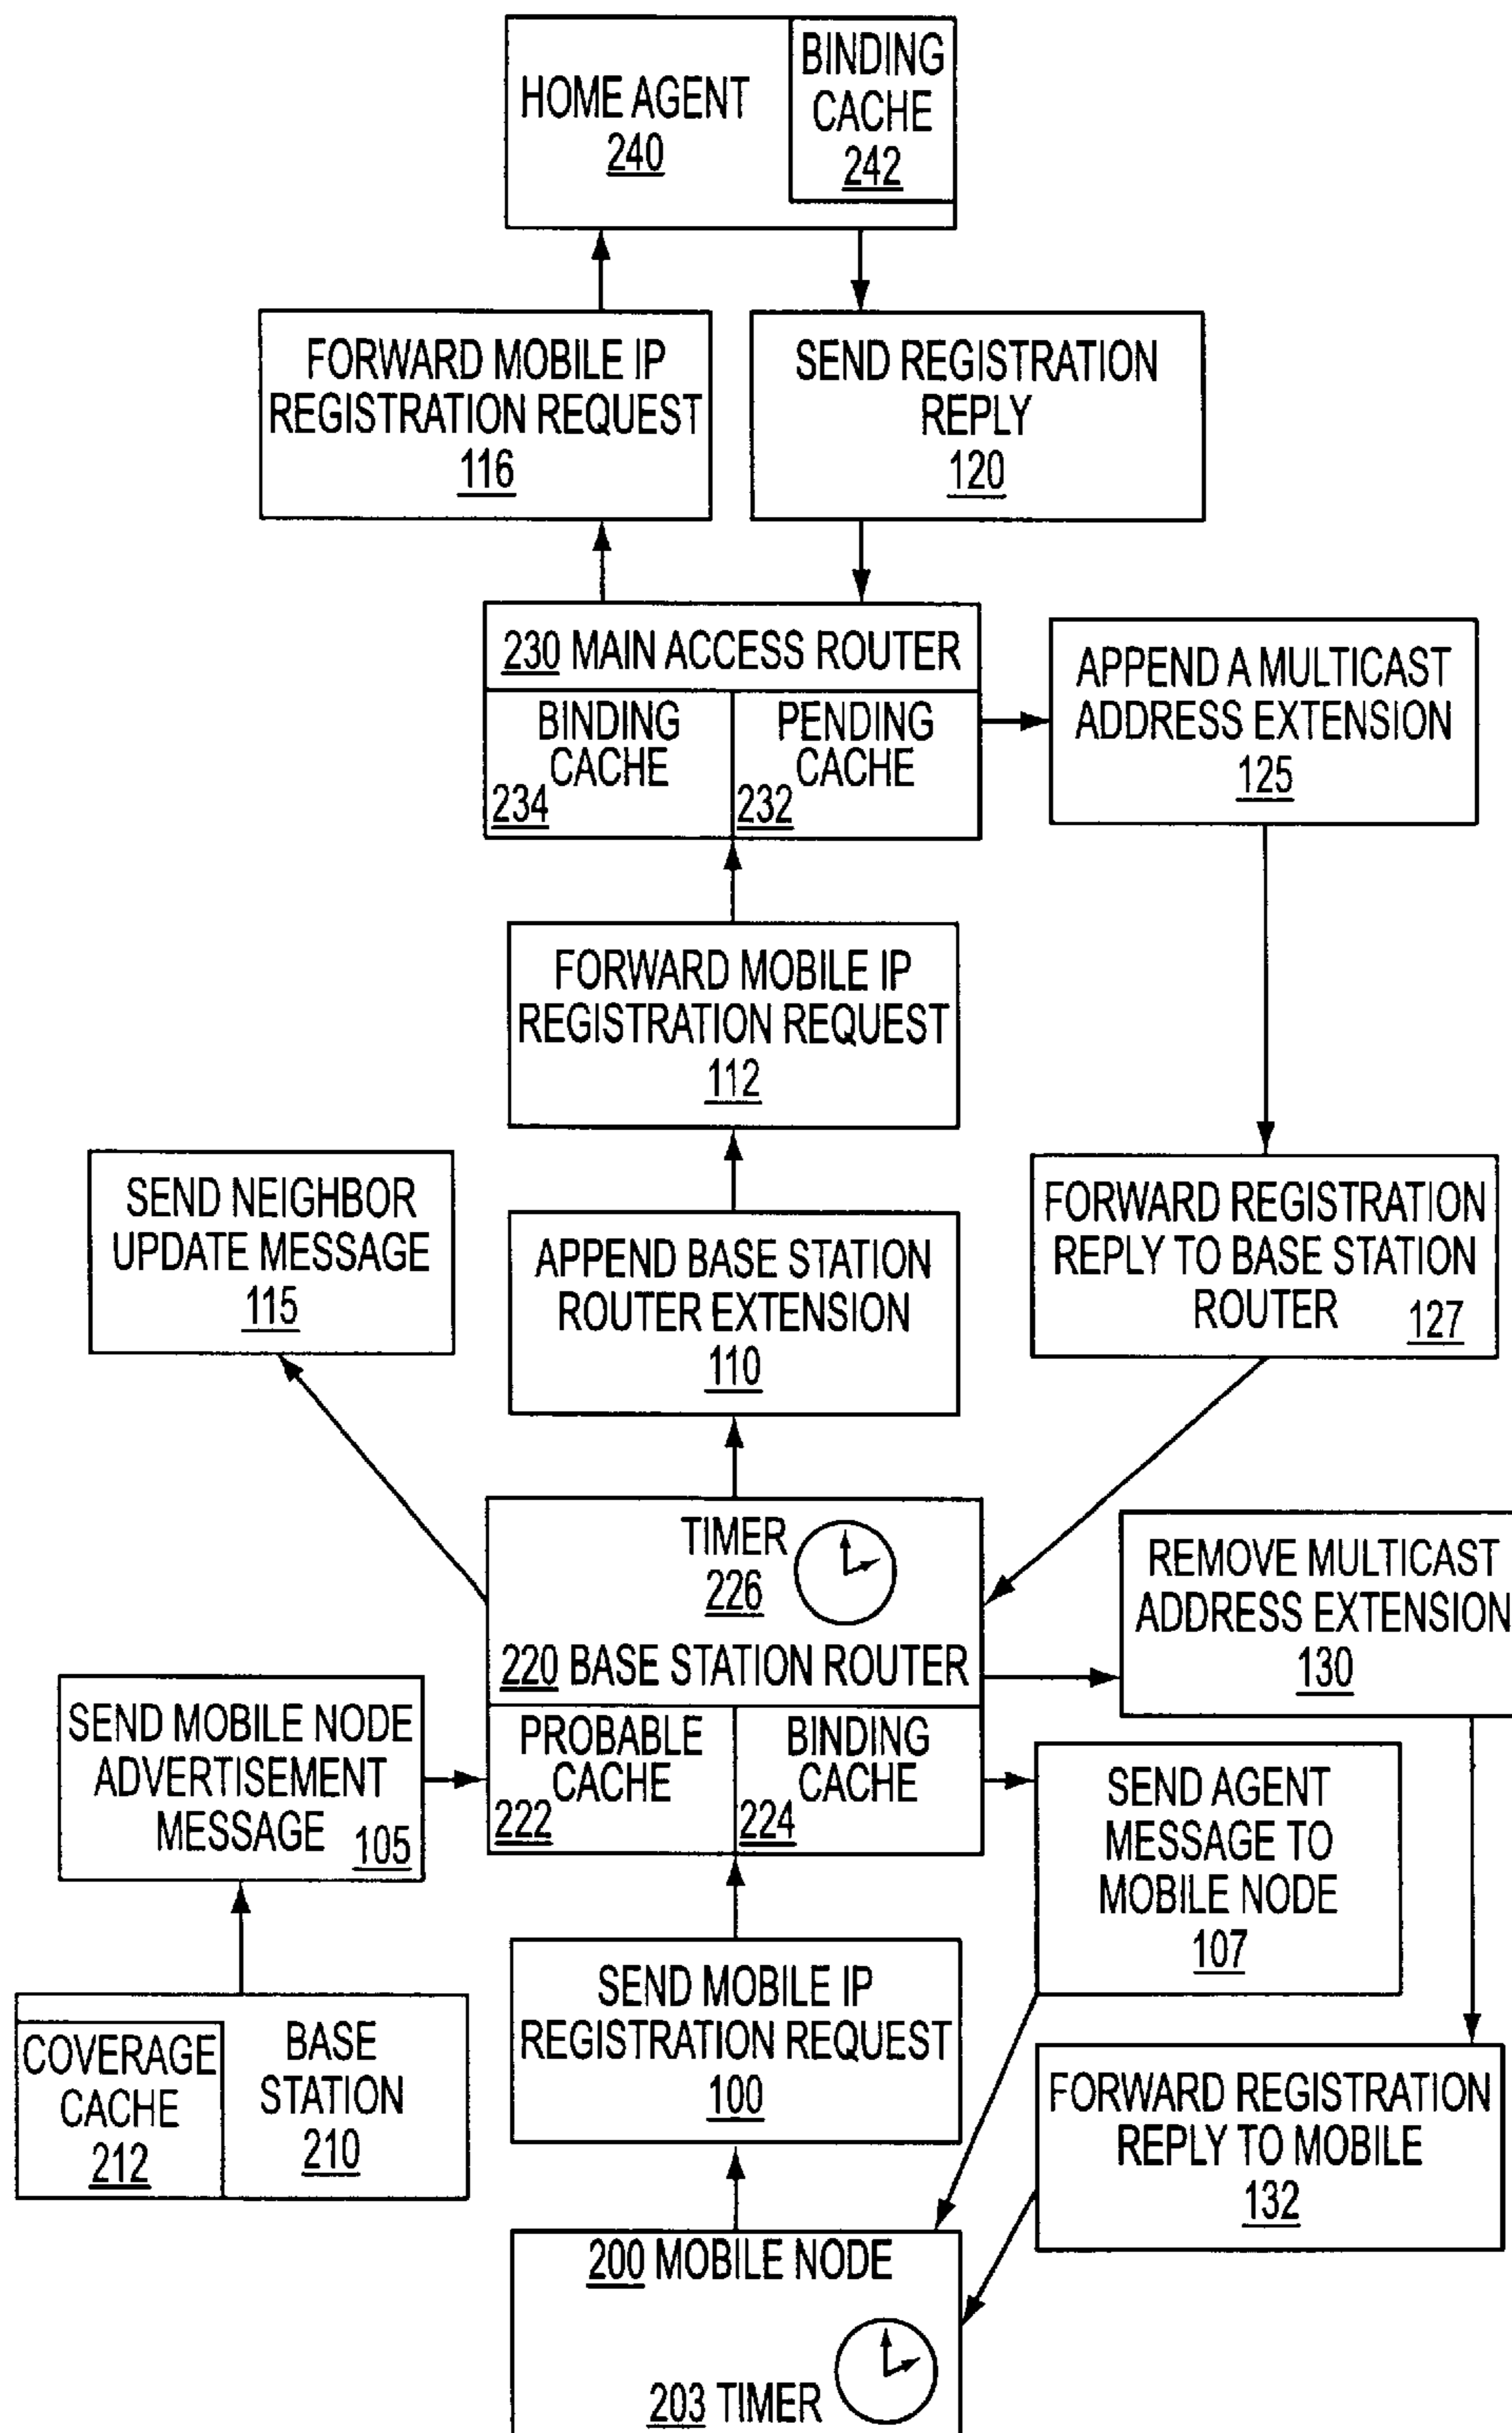 HOME AGENT
240
BINDING
CACHE
242
FORWARD MOBILE IP
REGISTRATION REQUEST
116
SEND REGISTRATION
REPLY
120
230 MAIN ACCESS ROUTER
BINDING
CACHE
234
PENDING
CACHE
232
APPEND A MULTICAST
ADDRESS EXTENSION
125
FORWARD MOBILE IP
REGISTRATION REQUEST
112
SEND NEIGHBOR
UPDATE MESSAGE
115
APPEND BASE STATION
ROUTER EXTENSION
110
FORWARD REGISTRATION
REPLY TO BASE STATION
ROUTER
127
TIMER
226
220 BASE STATION ROUTER
PROBABLE
CACHE
222
BINDING
CACHE
224
REMOVE MULTICAST
ADDRESS EXTENSION
130
SEND MOBILE NODE
ADVERTISEMENT
MESSAGE
105
SEND AGENT
MESSAGE TO
MOBILE NODE
107
COVERAGE
CACHE
212
BASE
STATION
210
SEND MOBILE IP
REGISTRATION REQUEST
100
FORWARD REGISTRATION
REPLY TO MOBILE
132
200 MOBILE NODE
203 TIMER